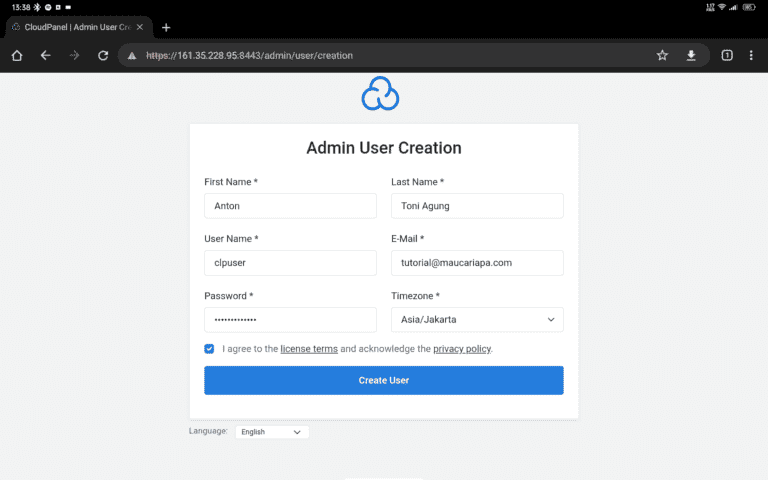 13:38
CloudPanel | Admin User Cre
https://161.35.228.95:8443/admin/user/creation
1
Admin User Creation
First Name *
Last Name *
Anton
Toni Agung
User Name *
E-Mail *
clpuser
tutorial@maucariapa.com
Password *
Timezone *
•••••••••••••
Asia/Jakarta
I agree to the license terms and acknowledge the privacy policy.
Create User
Language:
English